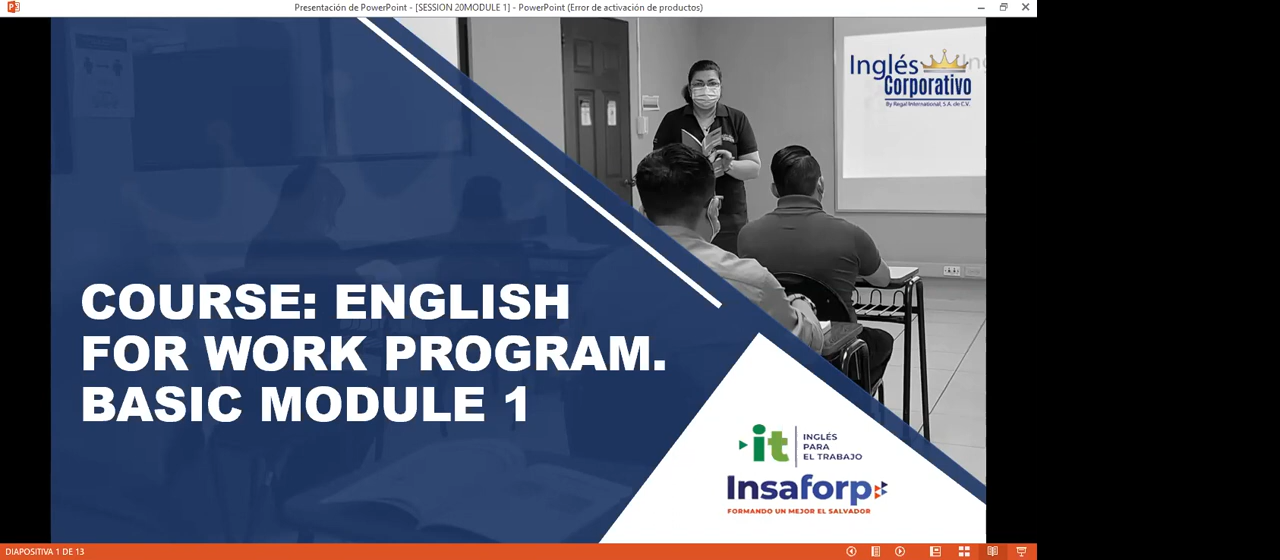 Presentación de PowerPoint - [SESSION 20MODULE 1] - PowerPoint (Error de activación de productos)
Inglés
Corporativo
By Regal International, S.A. de C.V.
COURSE: ENGLISH
FOR WORK PROGRAM.
BASIC MODULE 1
it
INGLÉS
PARA
EL TRABAJO
Insaforp
FORMANDO UN MEJOR EL SALVADOR
DIAPOSITIVA 1 DE 13